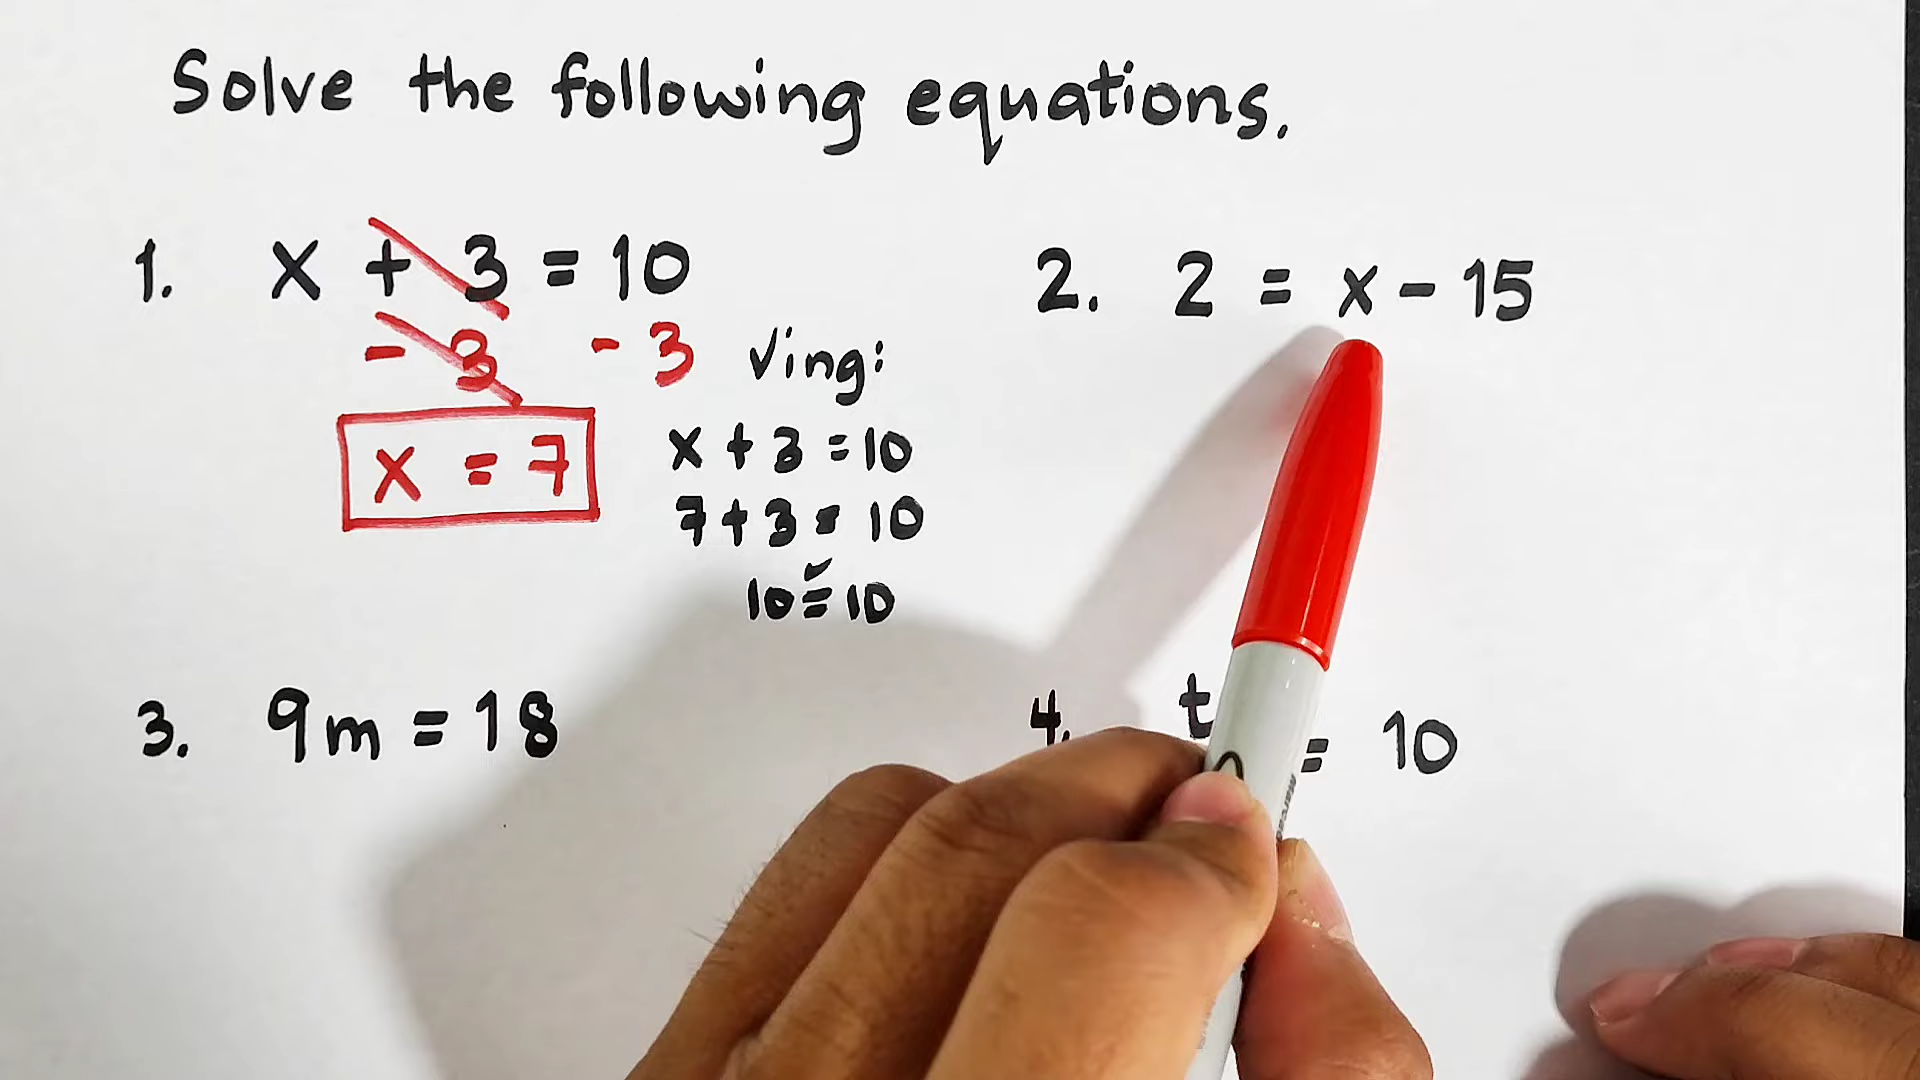 Solve the following equations.
1. x + 3 = 10
- 3 - 3
x = 7
√ing:
x + 3 = 10
7 + 3 = 10
✓
10 = 10
2. 2 = x - 15
3. 9m = 18
4. t = 10